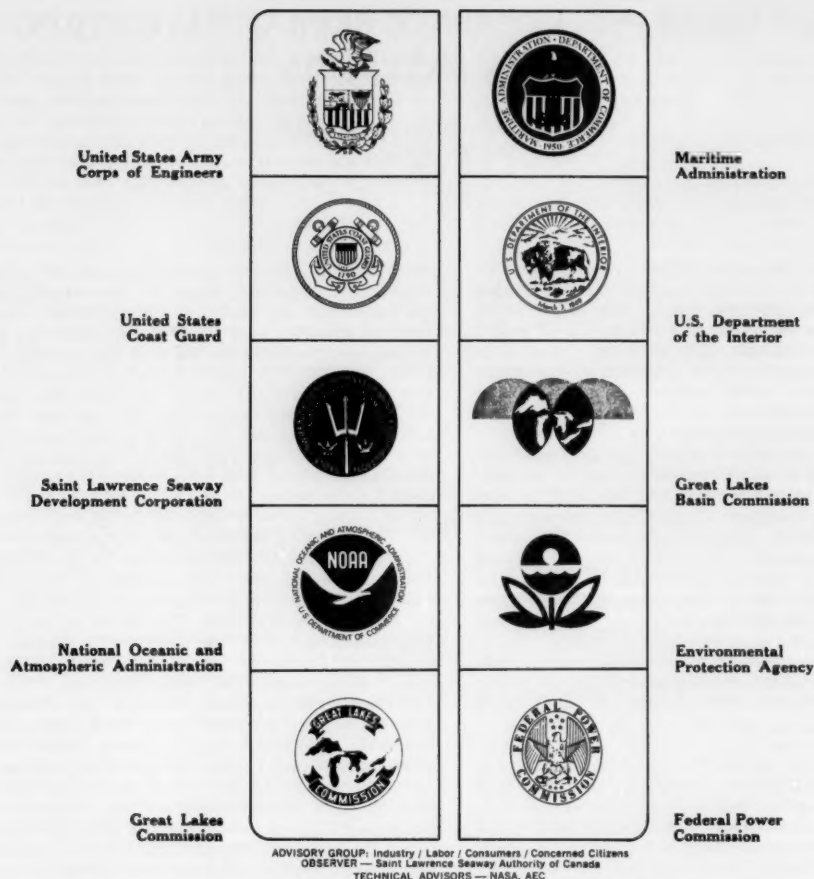 MARITIME ADMINISTRATION · DEPARTMENT OF COMMERCE
· 1950 ·
United States Army
Corps of Engineers
Maritime
Administration
UNITED STATES COAST GUARD
1790
U.S. DEPARTMENT OF THE INTERIOR
March 3, 1849
United States
Coast Guard
U.S. Department
of the Interior
Saint Lawrence Seaway
Development Corporation
Great Lakes
Basin Commission
NATIONAL OCEANIC AND ATMOSPHERIC ADMINISTRATION
NOAA
U.S. DEPARTMENT OF COMMERCE
National Oceanic and
Atmospheric Administration
Environmental
Protection Agency
GREAT LAKES
COMMISSION
FEDERAL POWER
COMMISSION
Great Lakes
Commission
Federal Power
Commission
ADVISORY GROUP: Industry / Labor / Consumers / Concerned Citizens
OBSERVER — Saint Lawrence Seaway Authority of Canada
TECHNICAL ADVISORS — NASA, AEC